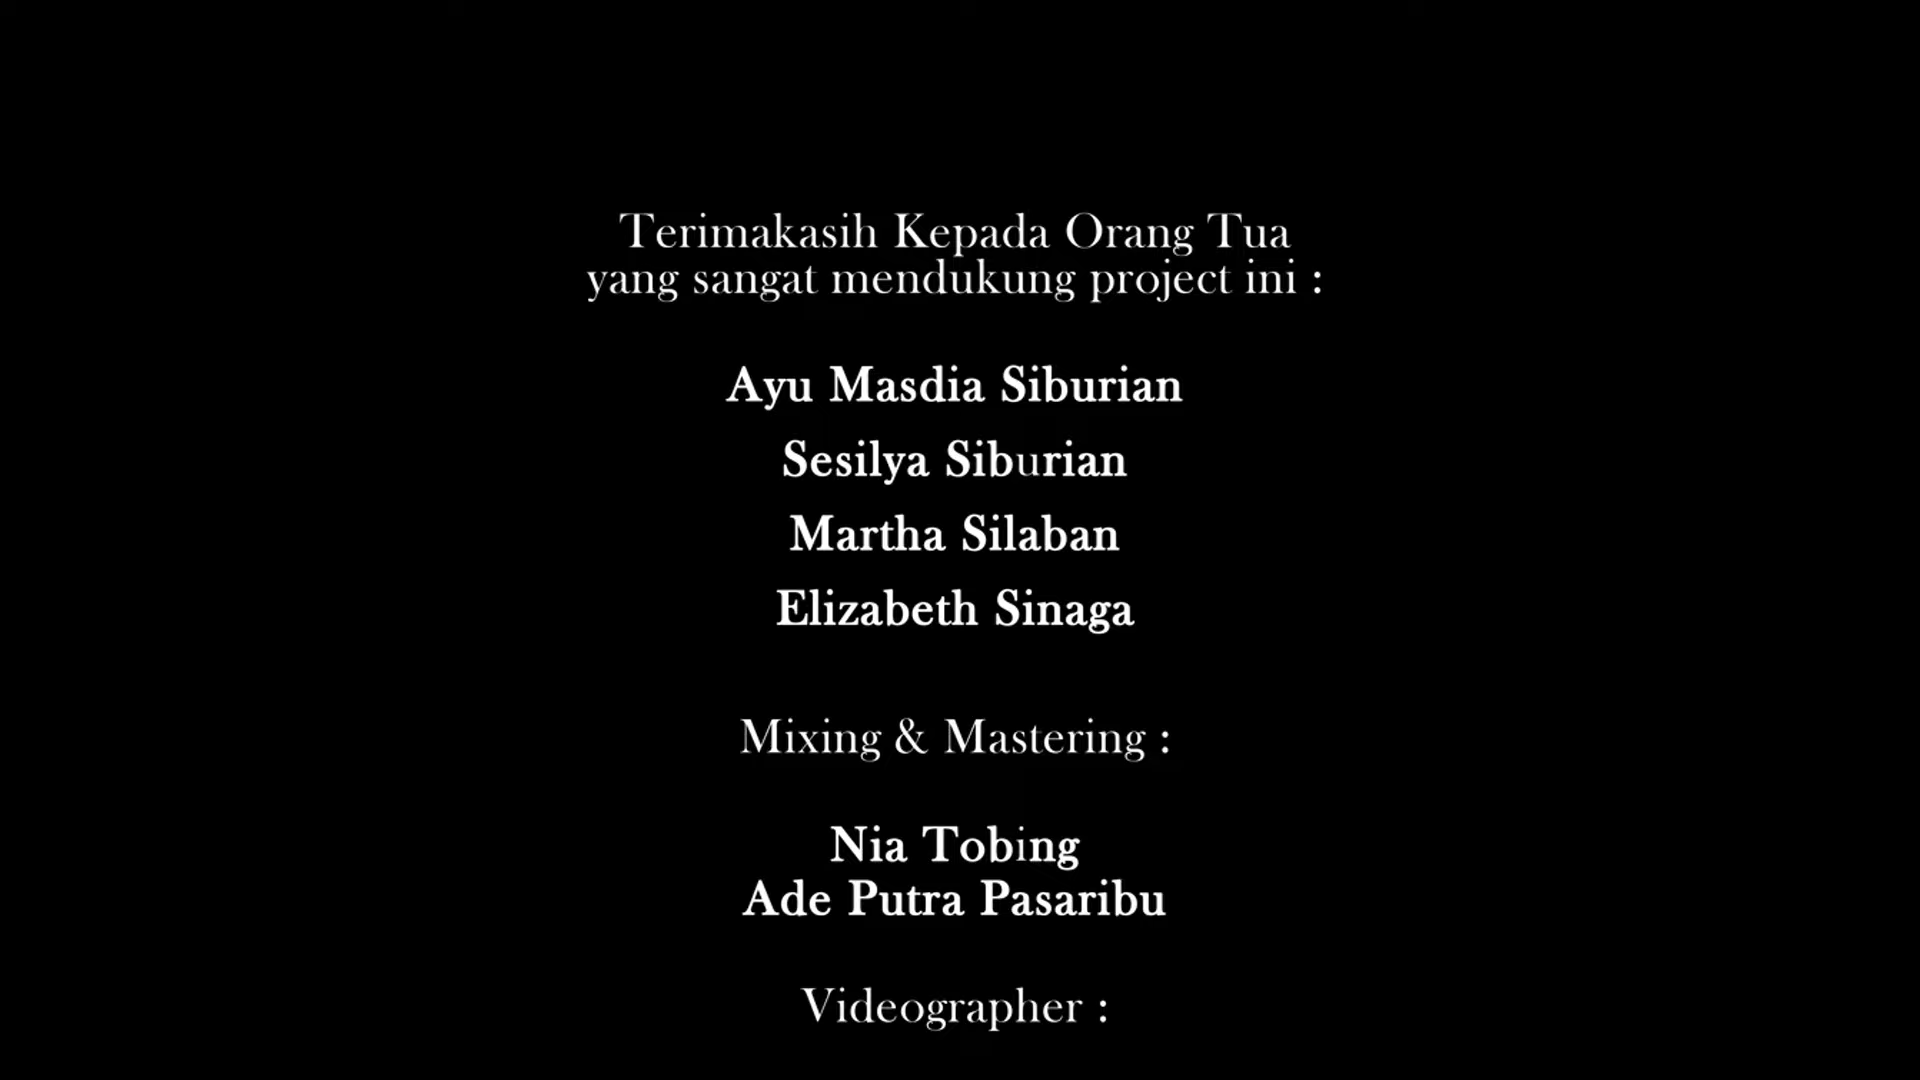 Terimakasih Kepada Orang Tua
yang sangat mendukung project ini :
Ayu Masdia Siburian
Sesilya Siburian
Martha Silaban
Elizabeth Sinaga
Mixing & Mastering :
Nia Tobing
Ade Putra Pasaribu
Videographer :